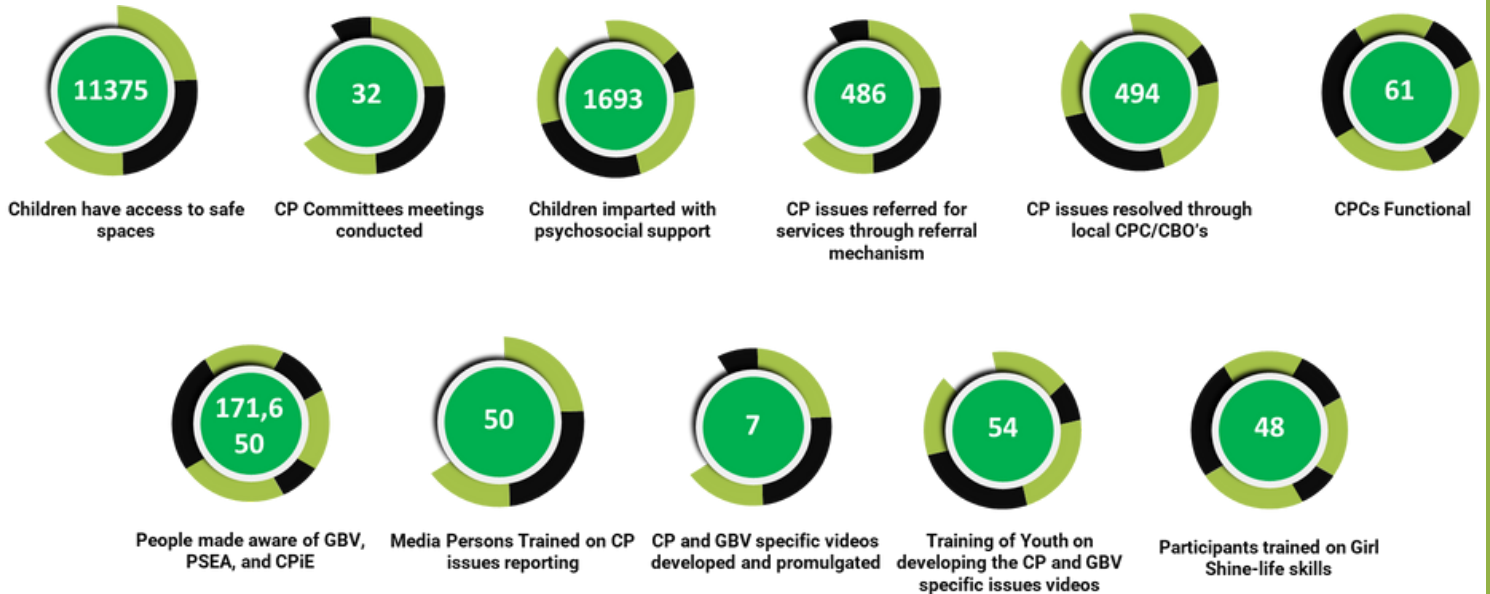 11375
Children have access to safe
spaces
32
CP Committees meetings
conducted
1693
Children imparted with
psychosocial support
486
CP issues referred for
services through referral
mechanism
494
CP issues resolved through
local CPC/CBO's
61
CPCs Functional
171,6
50
People made aware of GBV,
PSEA, and CPiE
50
Media Persons Trained on CP
issues reporting
7
CP and GBV specific videos
developed and promulgated
54
Training of Youth on
developing the CP and GBV
specific issues videos
48
Participants trained on Girl
Shine-life skills